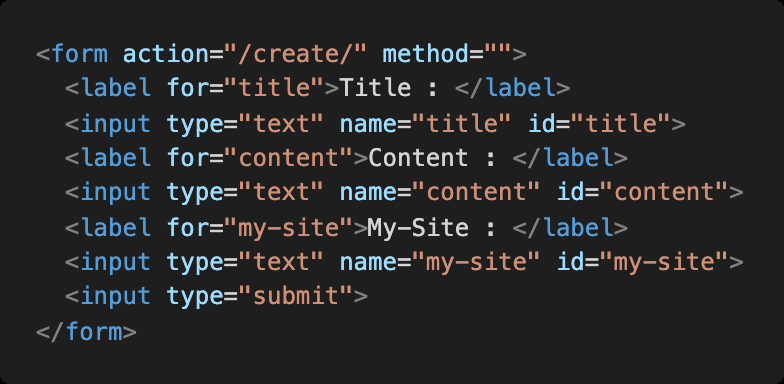 <form action="/create/" method="">
  <label for="title">Title : </label>
  <input type="text" name="title" id="title">
  <label for="content">Content : </label>
  <input type="text" name="content" id="content">
  <label for="my-site">My-Site : </label>
  <input type="text" name="my-site" id="my-site">
  <input type="submit">
</form>